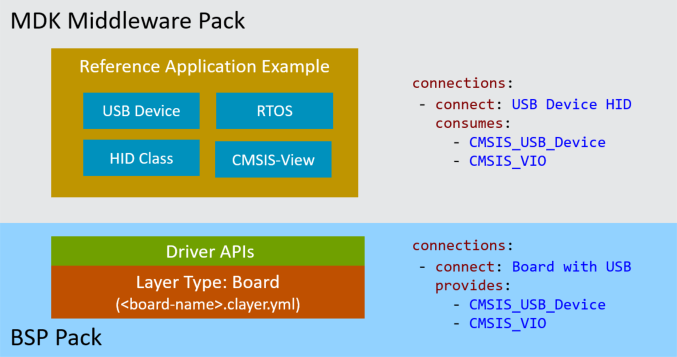 MDK Middleware Pack
Reference Application Example
USB Device
RTOS
HID Class
CMSIS-View
connections:
- connect: USB Device HID
consumes:
- CMSIS_USB_Device
- CMSIS_VIO
Driver APIs
Layer Type: Board
(<board-name>.clayer.yml)
BSP Pack
connections:
- connect: Board with USB
provides:
- CMSIS_USB_Device
- CMSIS_VIO